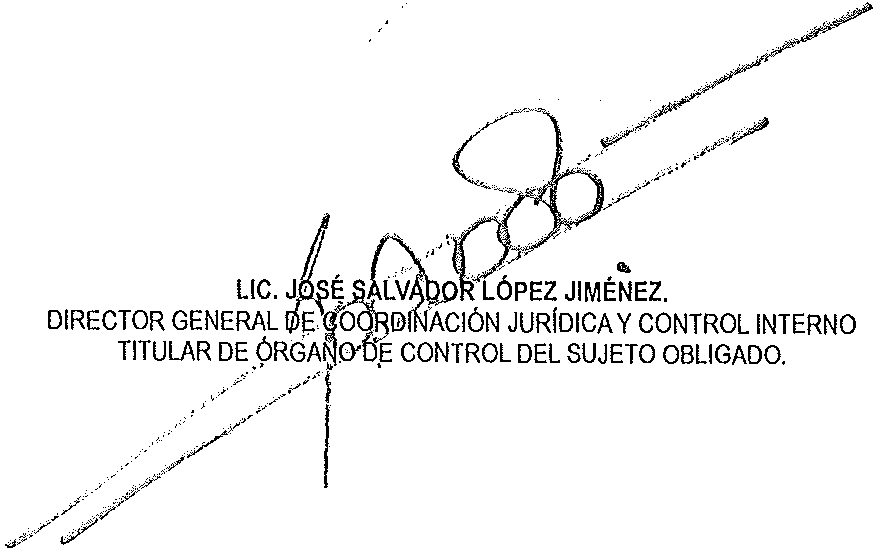 LIC. JOSÉ SALVADOR LÓPEZ JIMÉNEZ.
DIRECTOR GENERAL DE COORDINACIÓN JURÍDICA Y CONTROL INTERNO
TITULAR DE ÓRGANO DE CONTROL DEL SUJETO OBLIGADO.